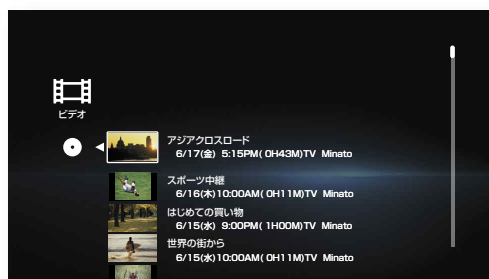 ビデオ
アジアクロスロード
6/17(金) 5:15PM( 0H43M)TV Minato
スポーツ中継
6/16(木)10:00AM( 0H11M)TV Minato
はじめての買い物
6/15(水) 9:00PM( 1H00M)TV Minato
世界の街から
6/15(水)10:00AM( 0H11M)TV Minato